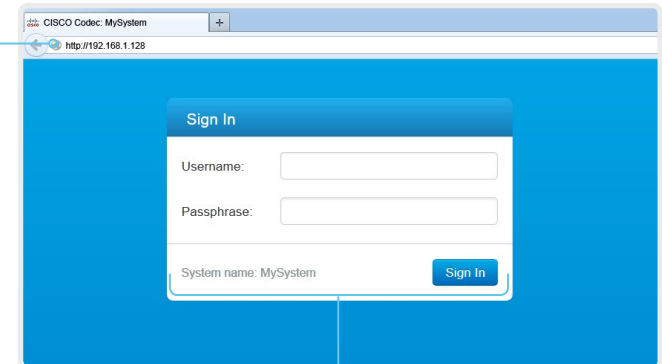 CISCO Codec: MySystem
http://192.168.1.128
Sign In
Username:
Passphrase:
System name: MySystem
Sign In